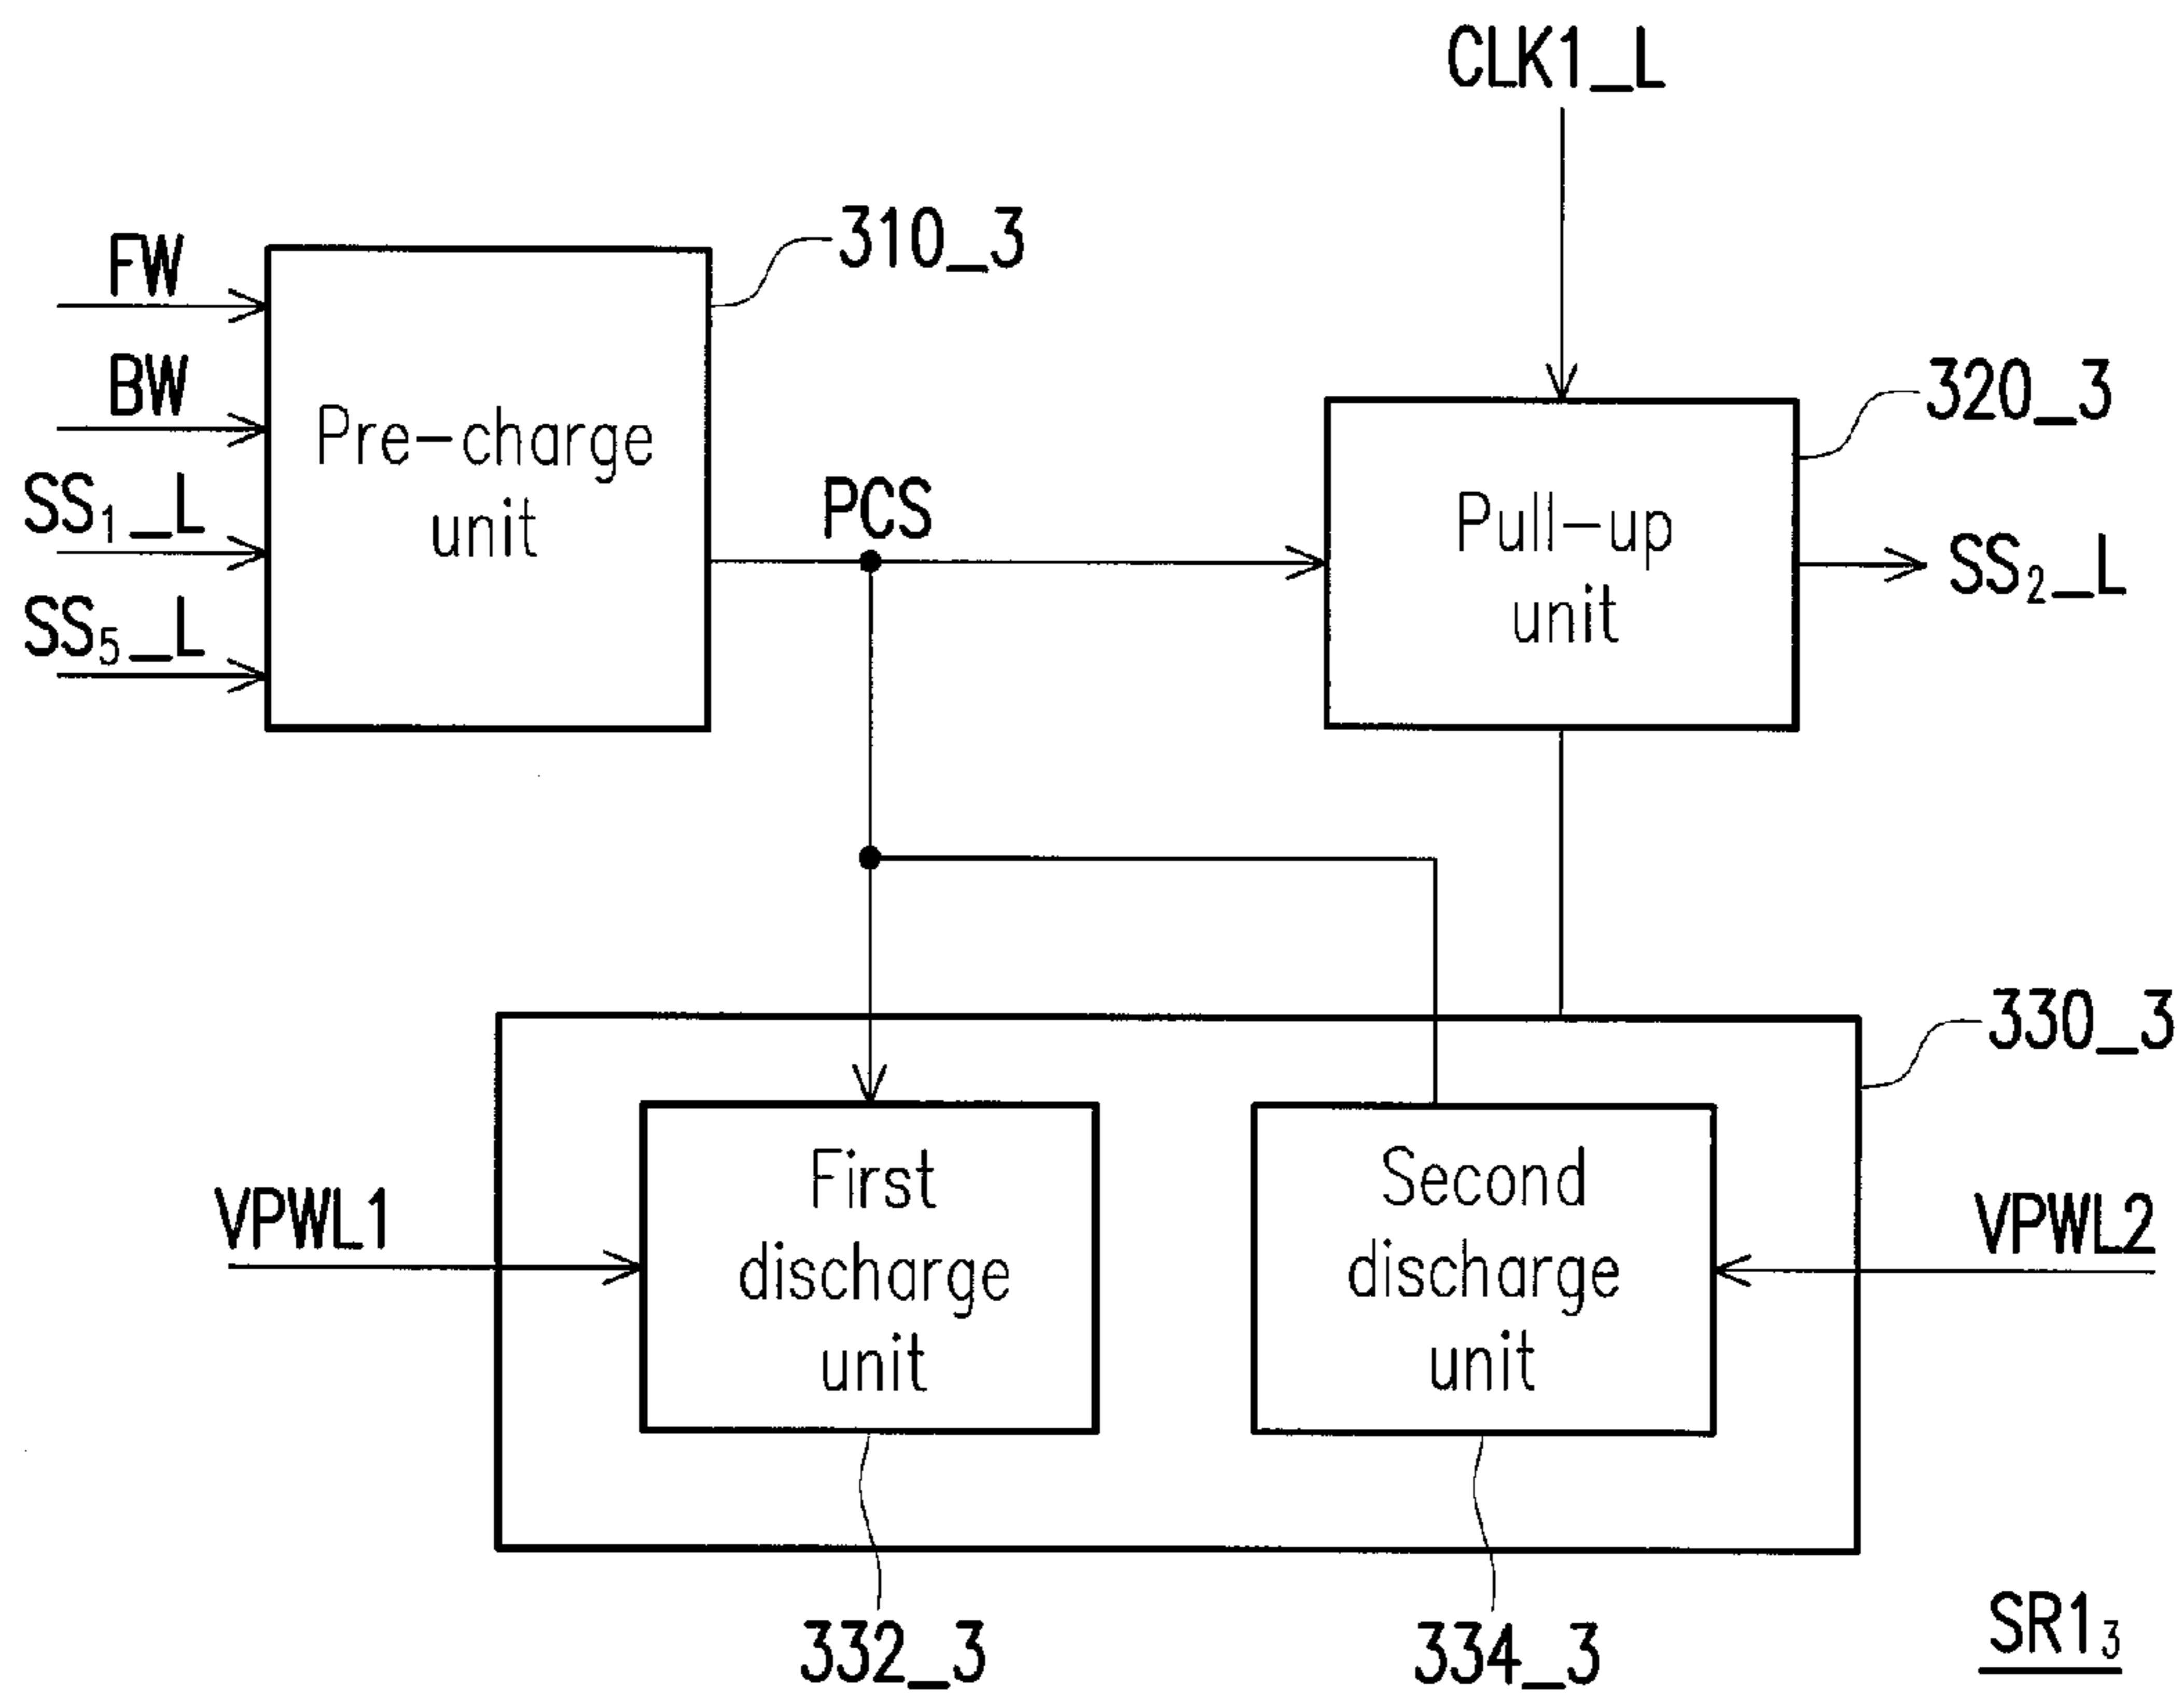 CLK1_L
310_3
FW
BW
SS₁_L
SS₅_L
Pre-charge
unit
PCS
320_3
Pull-up
unit
SS₂_L
330_3
VPWL1
First
discharge
unit
Second
discharge
unit
VPWL2
332_3
334_3
SR1₃